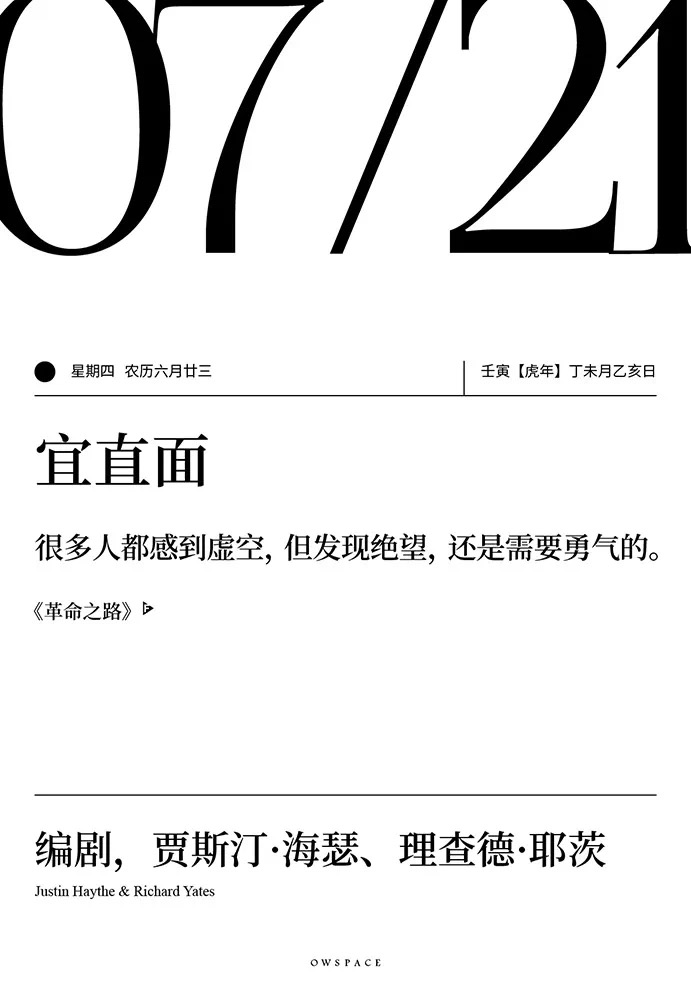 07/21
星期四 农历六月廿三
壬寅【虎年】丁未月乙亥日
宜直面
很多人都感到虚空，但发现绝望，还是需要勇气的。
《革命之路》
编剧，贾斯汀·海瑟、理查德·耶茨
Justin Haythe & Richard Yates
OWSPACE